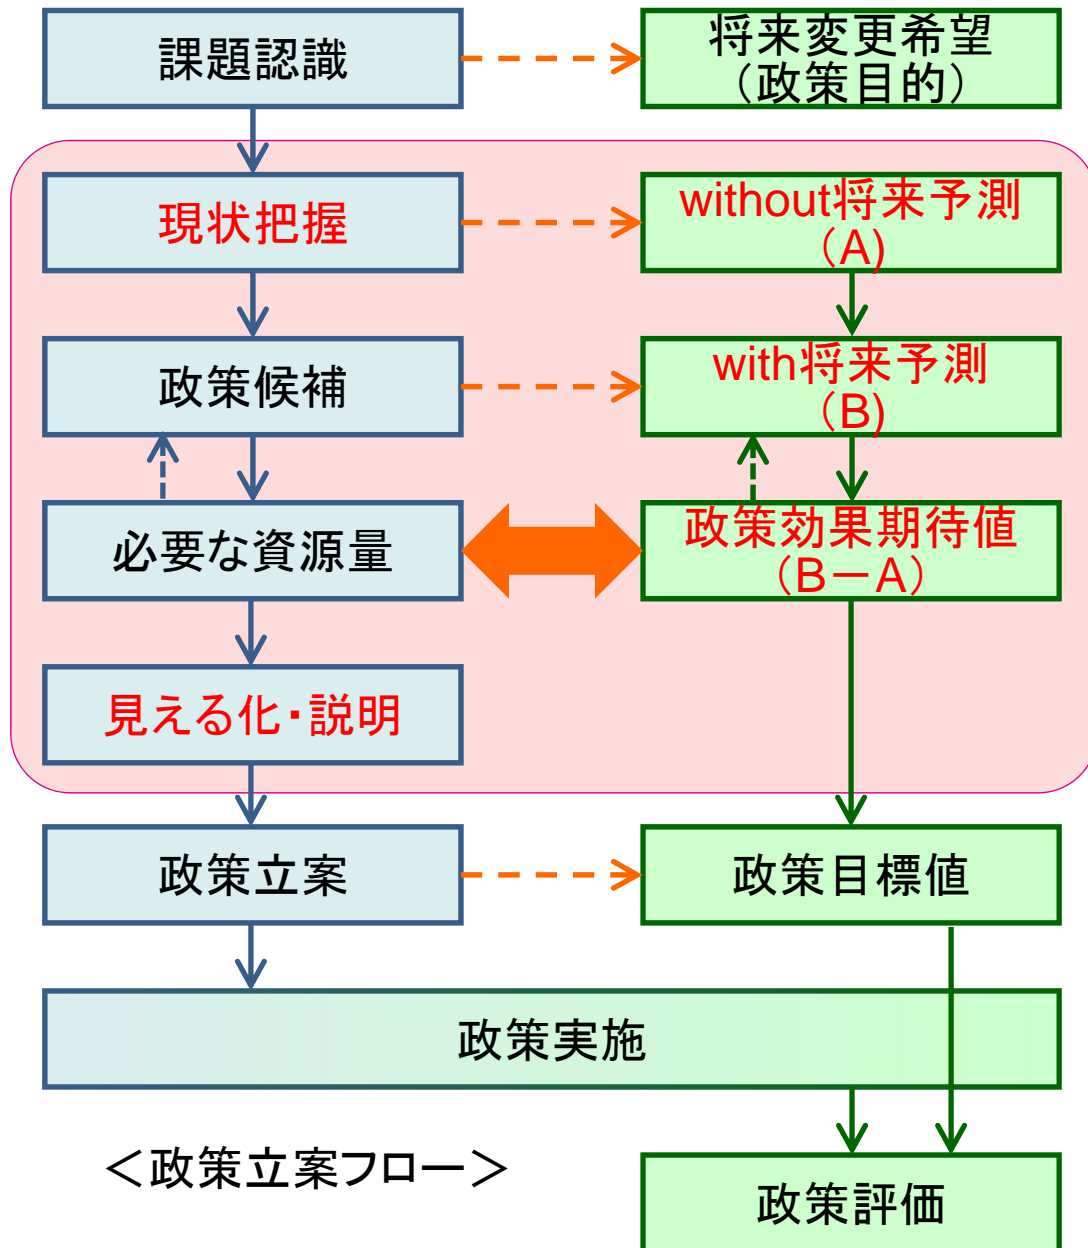 課題認識
将来変更希望
（政策目的）
現状把握
without将来予測
（A)
政策候補
with将来予測
（B)
必要な資源量
政策効果期待値
（B－A）
見える化・説明
政策立案
政策目標値
政策実施
＜政策立案フロー＞
政策評価